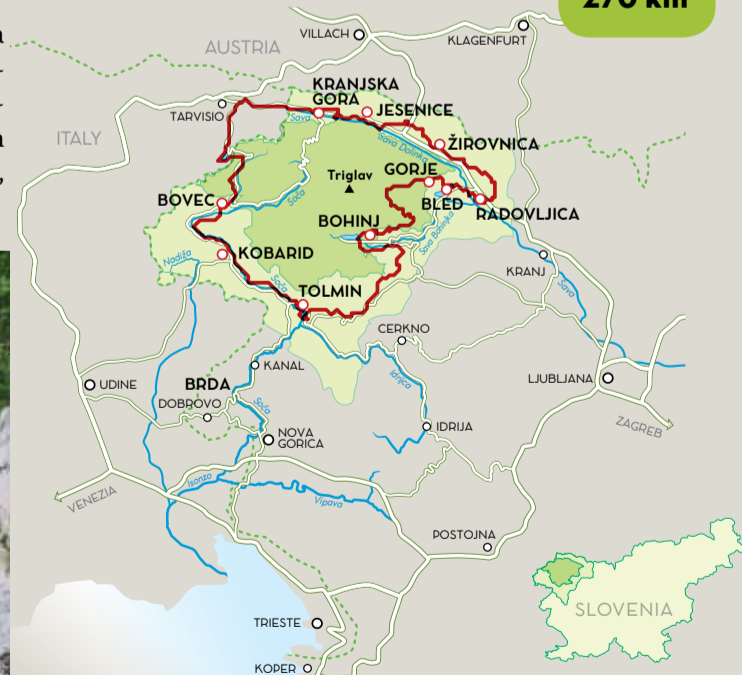 270 km
AUSTRIA
VILLACH
KLAGENFURT
KRANJSKA
GORA
JESENICE
TARVISIO
Sava
ITALY
Sava Dolinka
ŽIROVNICA
GORJE
Triglav
Soča
BOVEC
BLED
RADOVLJICA
BOHINJ
Sava Bohinjka
KOBARID
Nadiža
KRANJ
Soča
Sava
TOLMIN
CERKNO
KANAL
Idrijca
UDINE
BRDA
LJUBLJANA
DOBROVO
Soča
ZAGREB
IDRIJA
NOVA
GORICA
Isonzo
VENEZIA
Vipava
POSTOJNA
SLOVENIA
TRIESTE
KOPER